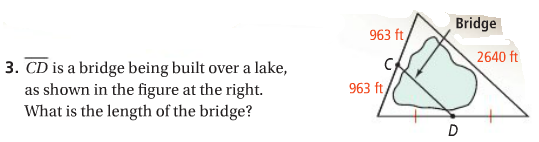 3. CD is a bridge being built over a lake,
as shown in the figure at the right.
What is the length of the bridge?
Bridge
963 ft
2640 ft
C
963 ft
D